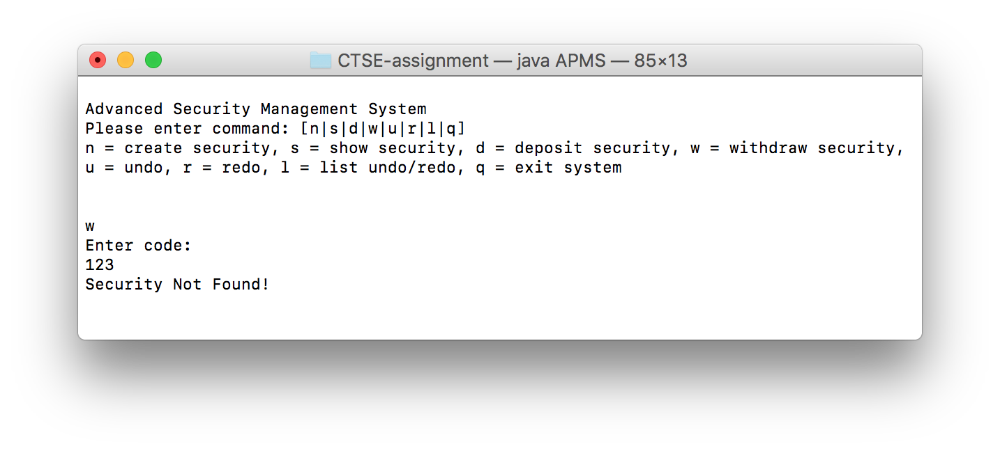 CTSE-assignment — java APMS — 85×13
Advanced Security Management System
Please enter command: [n|s|d|w|u|r|l|q]
n = create security, s = show security, d = deposit security, w = withdraw security,
u = undo, r = redo, l = list undo/redo, q = exit system
w
Enter code:
123
Security Not Found!